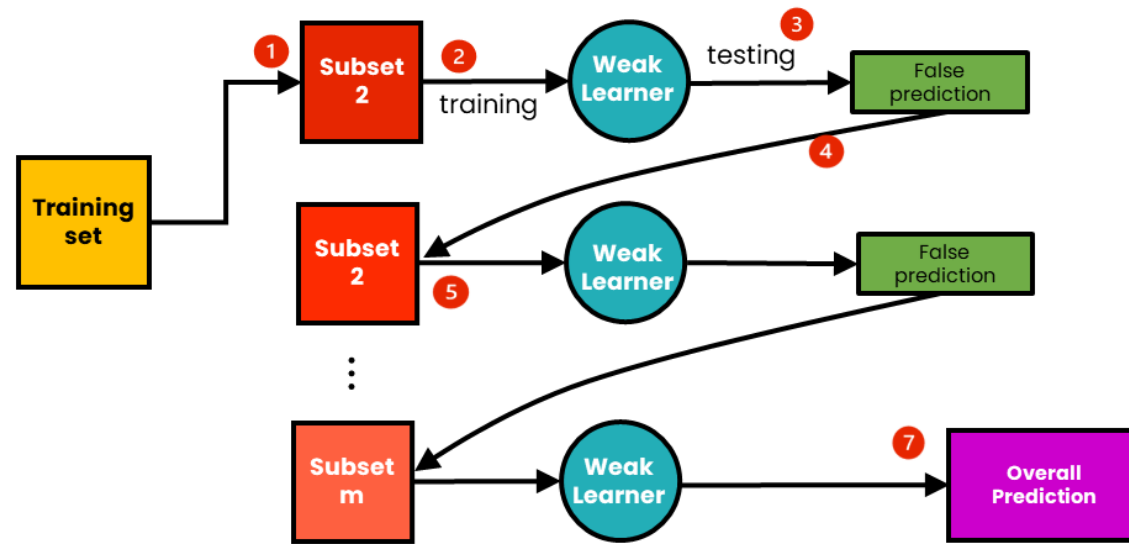 1
Subset
2
2
training
Weak
Learner
3
testing
False
prediction
4
Training
set
Subset
2
5
Weak
Learner
False
prediction
Subset
m
Weak
Learner
7
Overall
Prediction